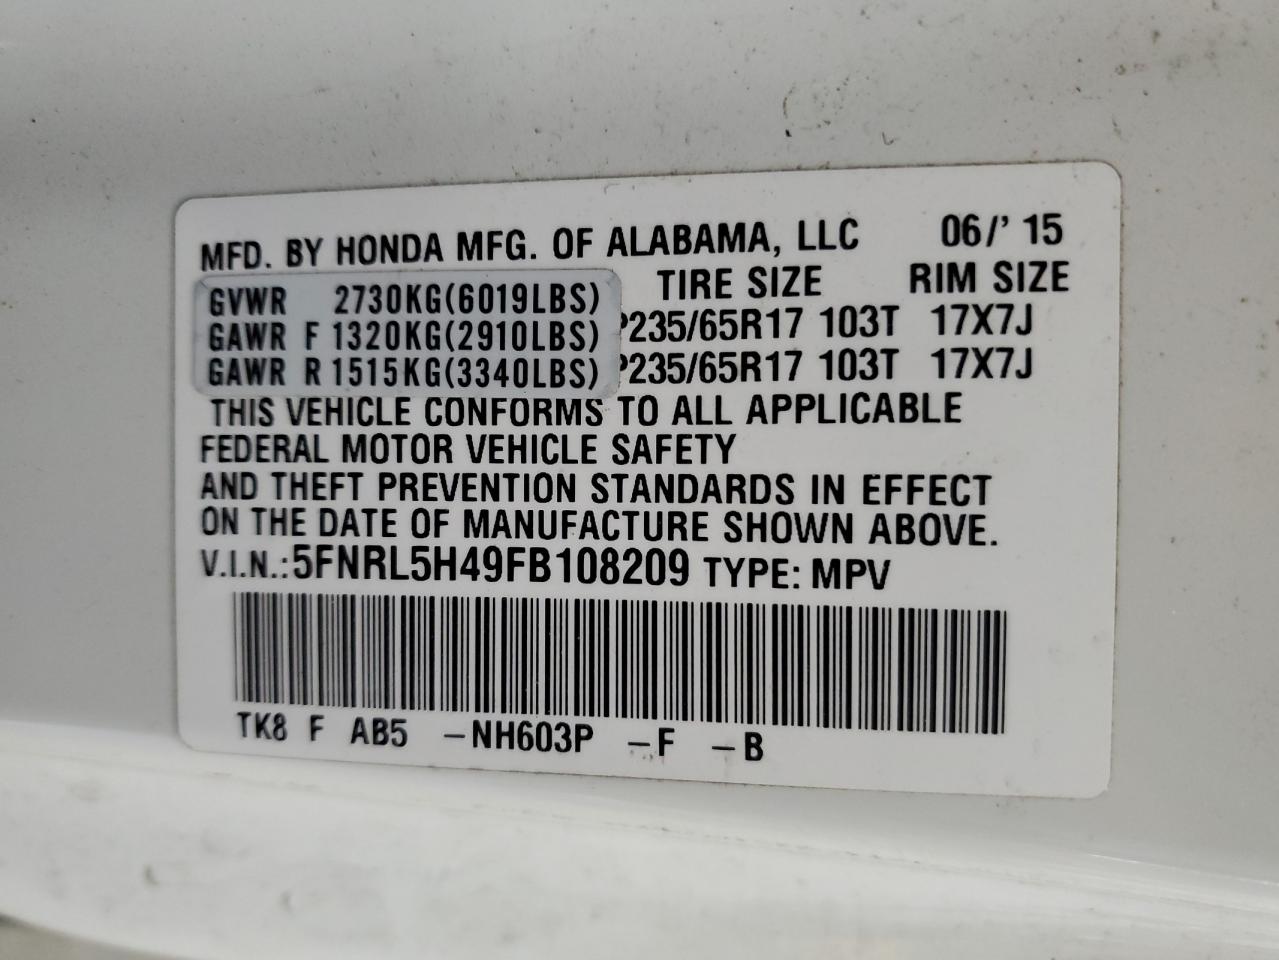 MFD. BY HONDA MFG. OF ALABAMA, LLC 06/' 15
GVWR 2730KG(6019LBS) TIRE SIZE RIM SIZE
GAWR F 1320KG(2910LBS) P235/65R17 103T 17X7J
GAWR R 1515KG(3340LBS) P235/65R17 103T 17X7J
THIS VEHICLE CONFORMS TO ALL APPLICABLE
FEDERAL MOTOR VEHICLE SAFETY
AND THEFT PREVENTION STANDARDS IN EFFECT
ON THE DATE OF MANUFACTURE SHOWN ABOVE.
V.I.N.:5FNRL5H49FB108209 TYPE: MPV
TK8 F AB5 -NH603P -F -B